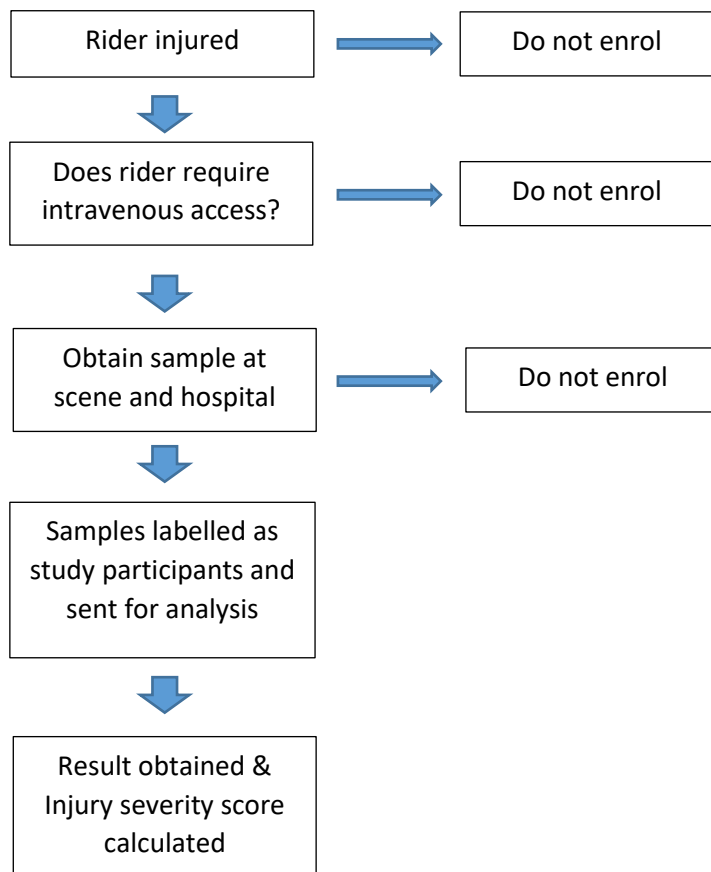 Rider injured
Do not enrol
Does rider require
intravenous access?
Do not enrol
Obtain sample at
scene and hospital
Do not enrol
Samples labelled as
study participants and
sent for analysis
Result obtained &
Injury severity score
calculated